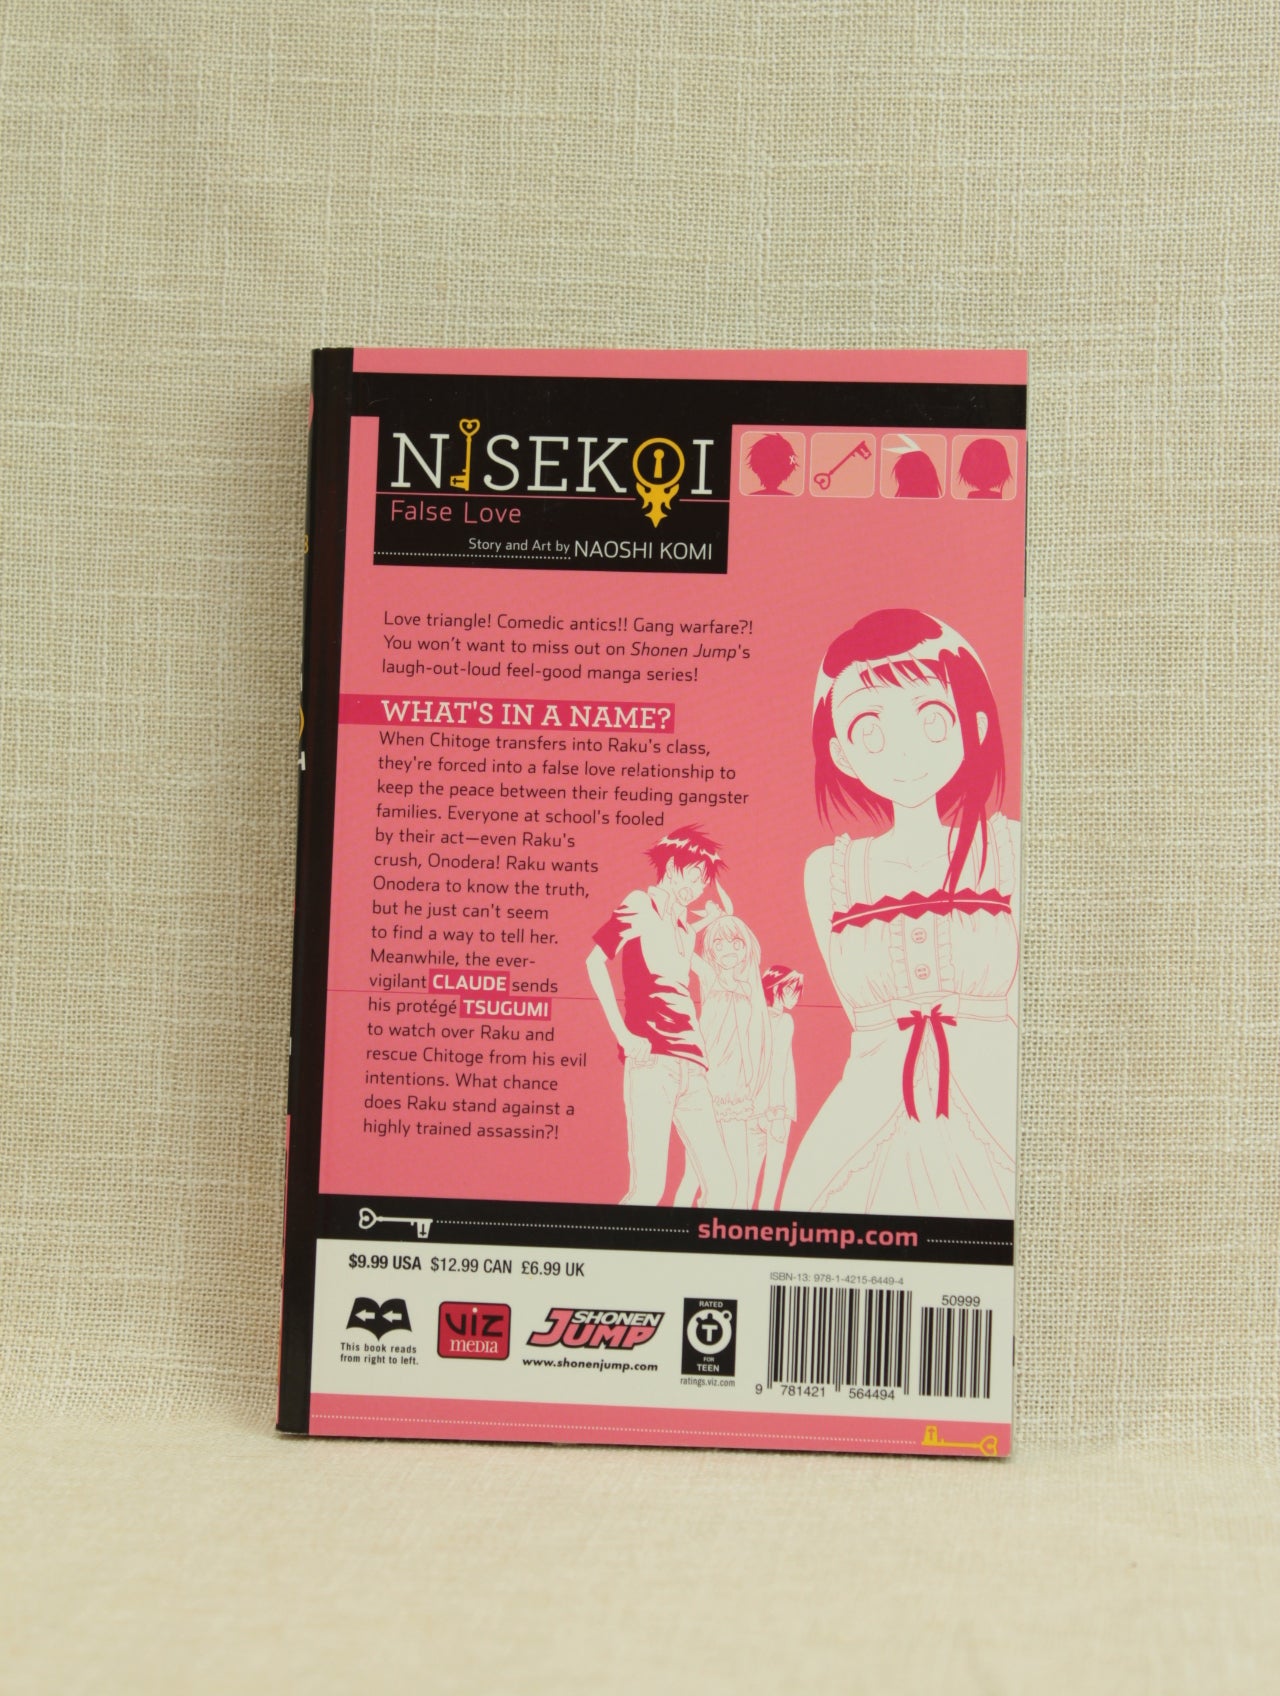 NISEKOI
False Love
Story and Art by NAOSHI KOMI
Love triangle! Comedic antics!! Gang warfare?!
You won't want to miss out on Shonen Jump's
laugh-out-loud feel-good manga series!
WHAT'S IN A NAME?
When Chitoge transfers into Raku's class,
they're forced into a false love relationship to
keep the peace between their feuding gangster
families. Everyone at school's fooled
by their act—even Raku's
crush, Onodera! Raku wants
Onodera to know the truth,
but he just can't seem
to find a way to tell her.
Meanwhile, the ever-
vigilant CLAUDE sends
his protégé TSUGUMI
to watch over Raku and
rescue Chitoge from his evil
intentions. What chance
does Raku stand against a
highly trained assassin?!
shonenjump.com
$9.99 USA $12.99 CAN £6.99 UK
This book reads
from right to left.
VIZ
MEDIA
SHONEN
JUMP
www.shonenjump.com
RATED
T
FOR
TEEN
ratings.viz.com
ISBN-13: 978-1-4215-6449-4
50999
9 781421 564494